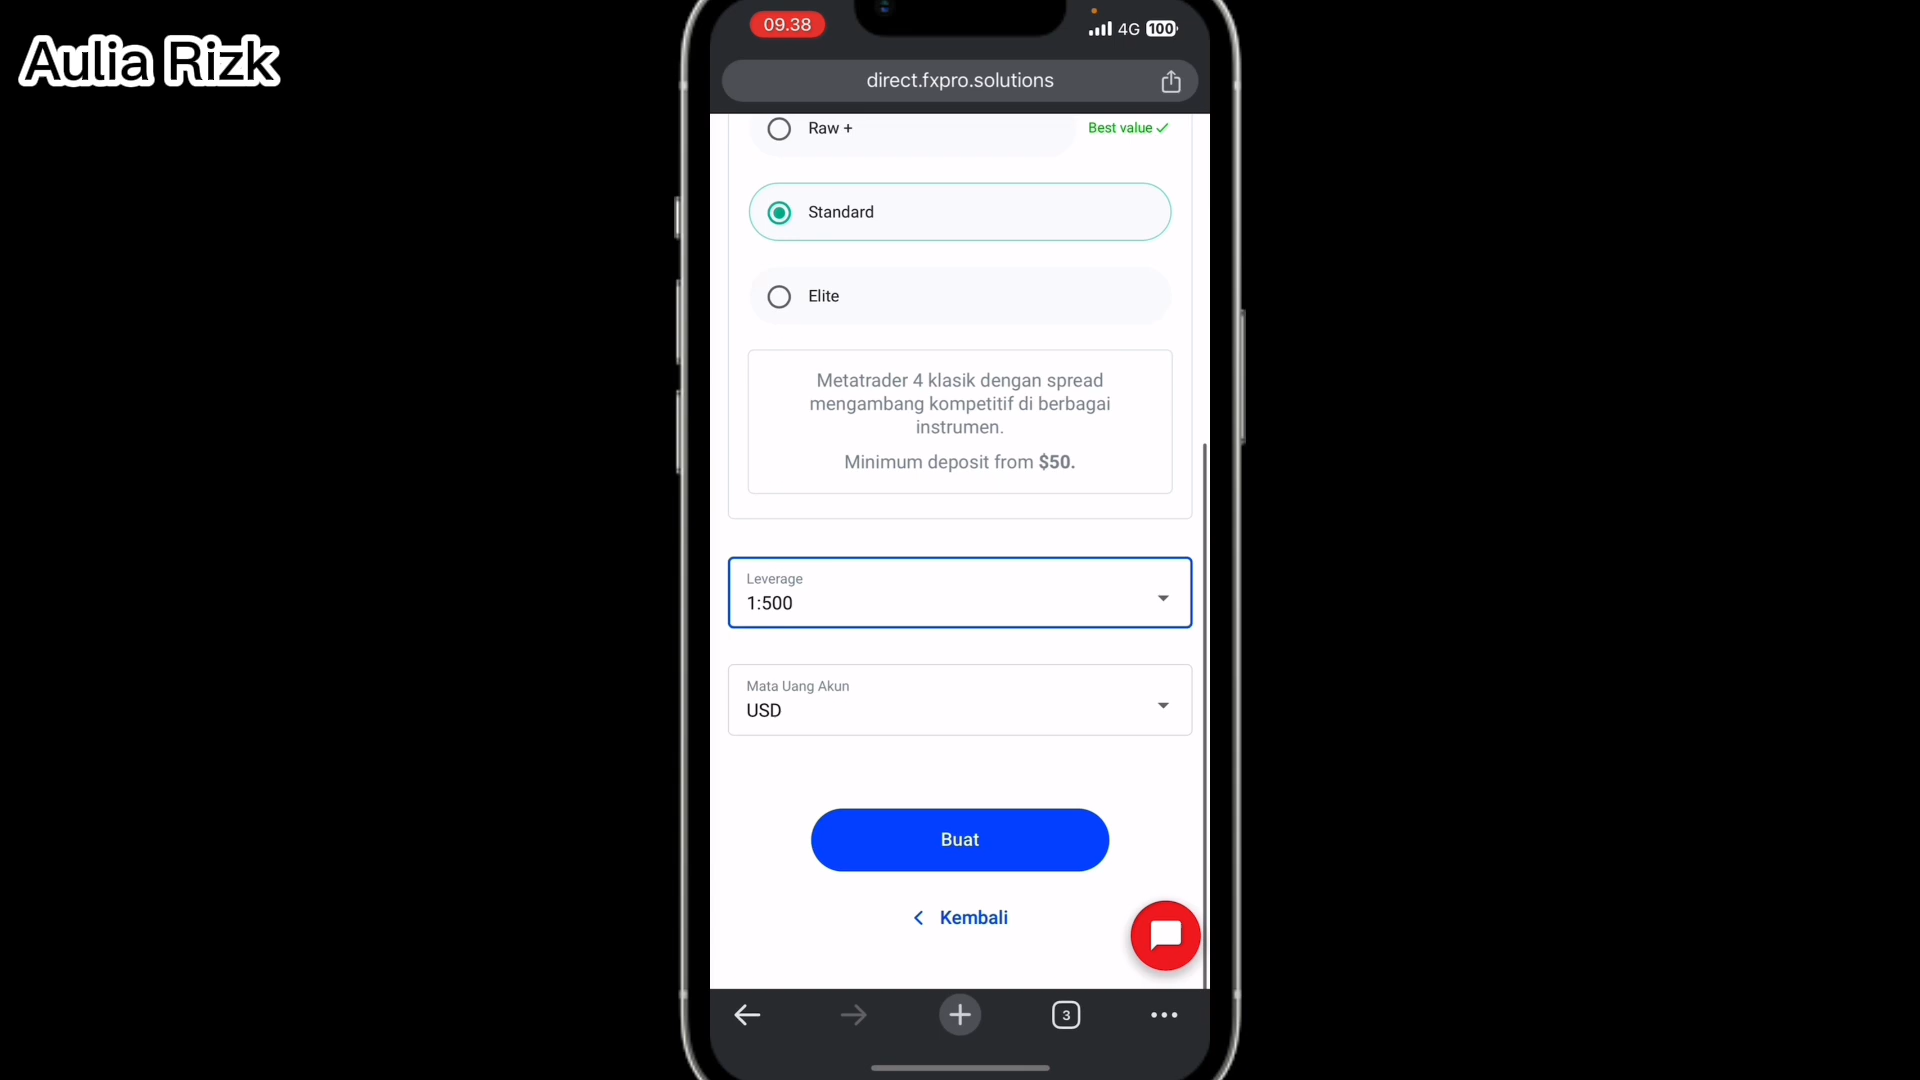 Aulia Rizk
09.38
4G 100
direct.fxpro.solutions
Raw +
Best value
Standard
Elite
Metatrader 4 klasik dengan spread
mengambang kompetitif di berbagai
instrumen.
Minimum deposit from $50.
Leverage
1:500
Mata Uang Akun
USD
Buat
Kembali
3